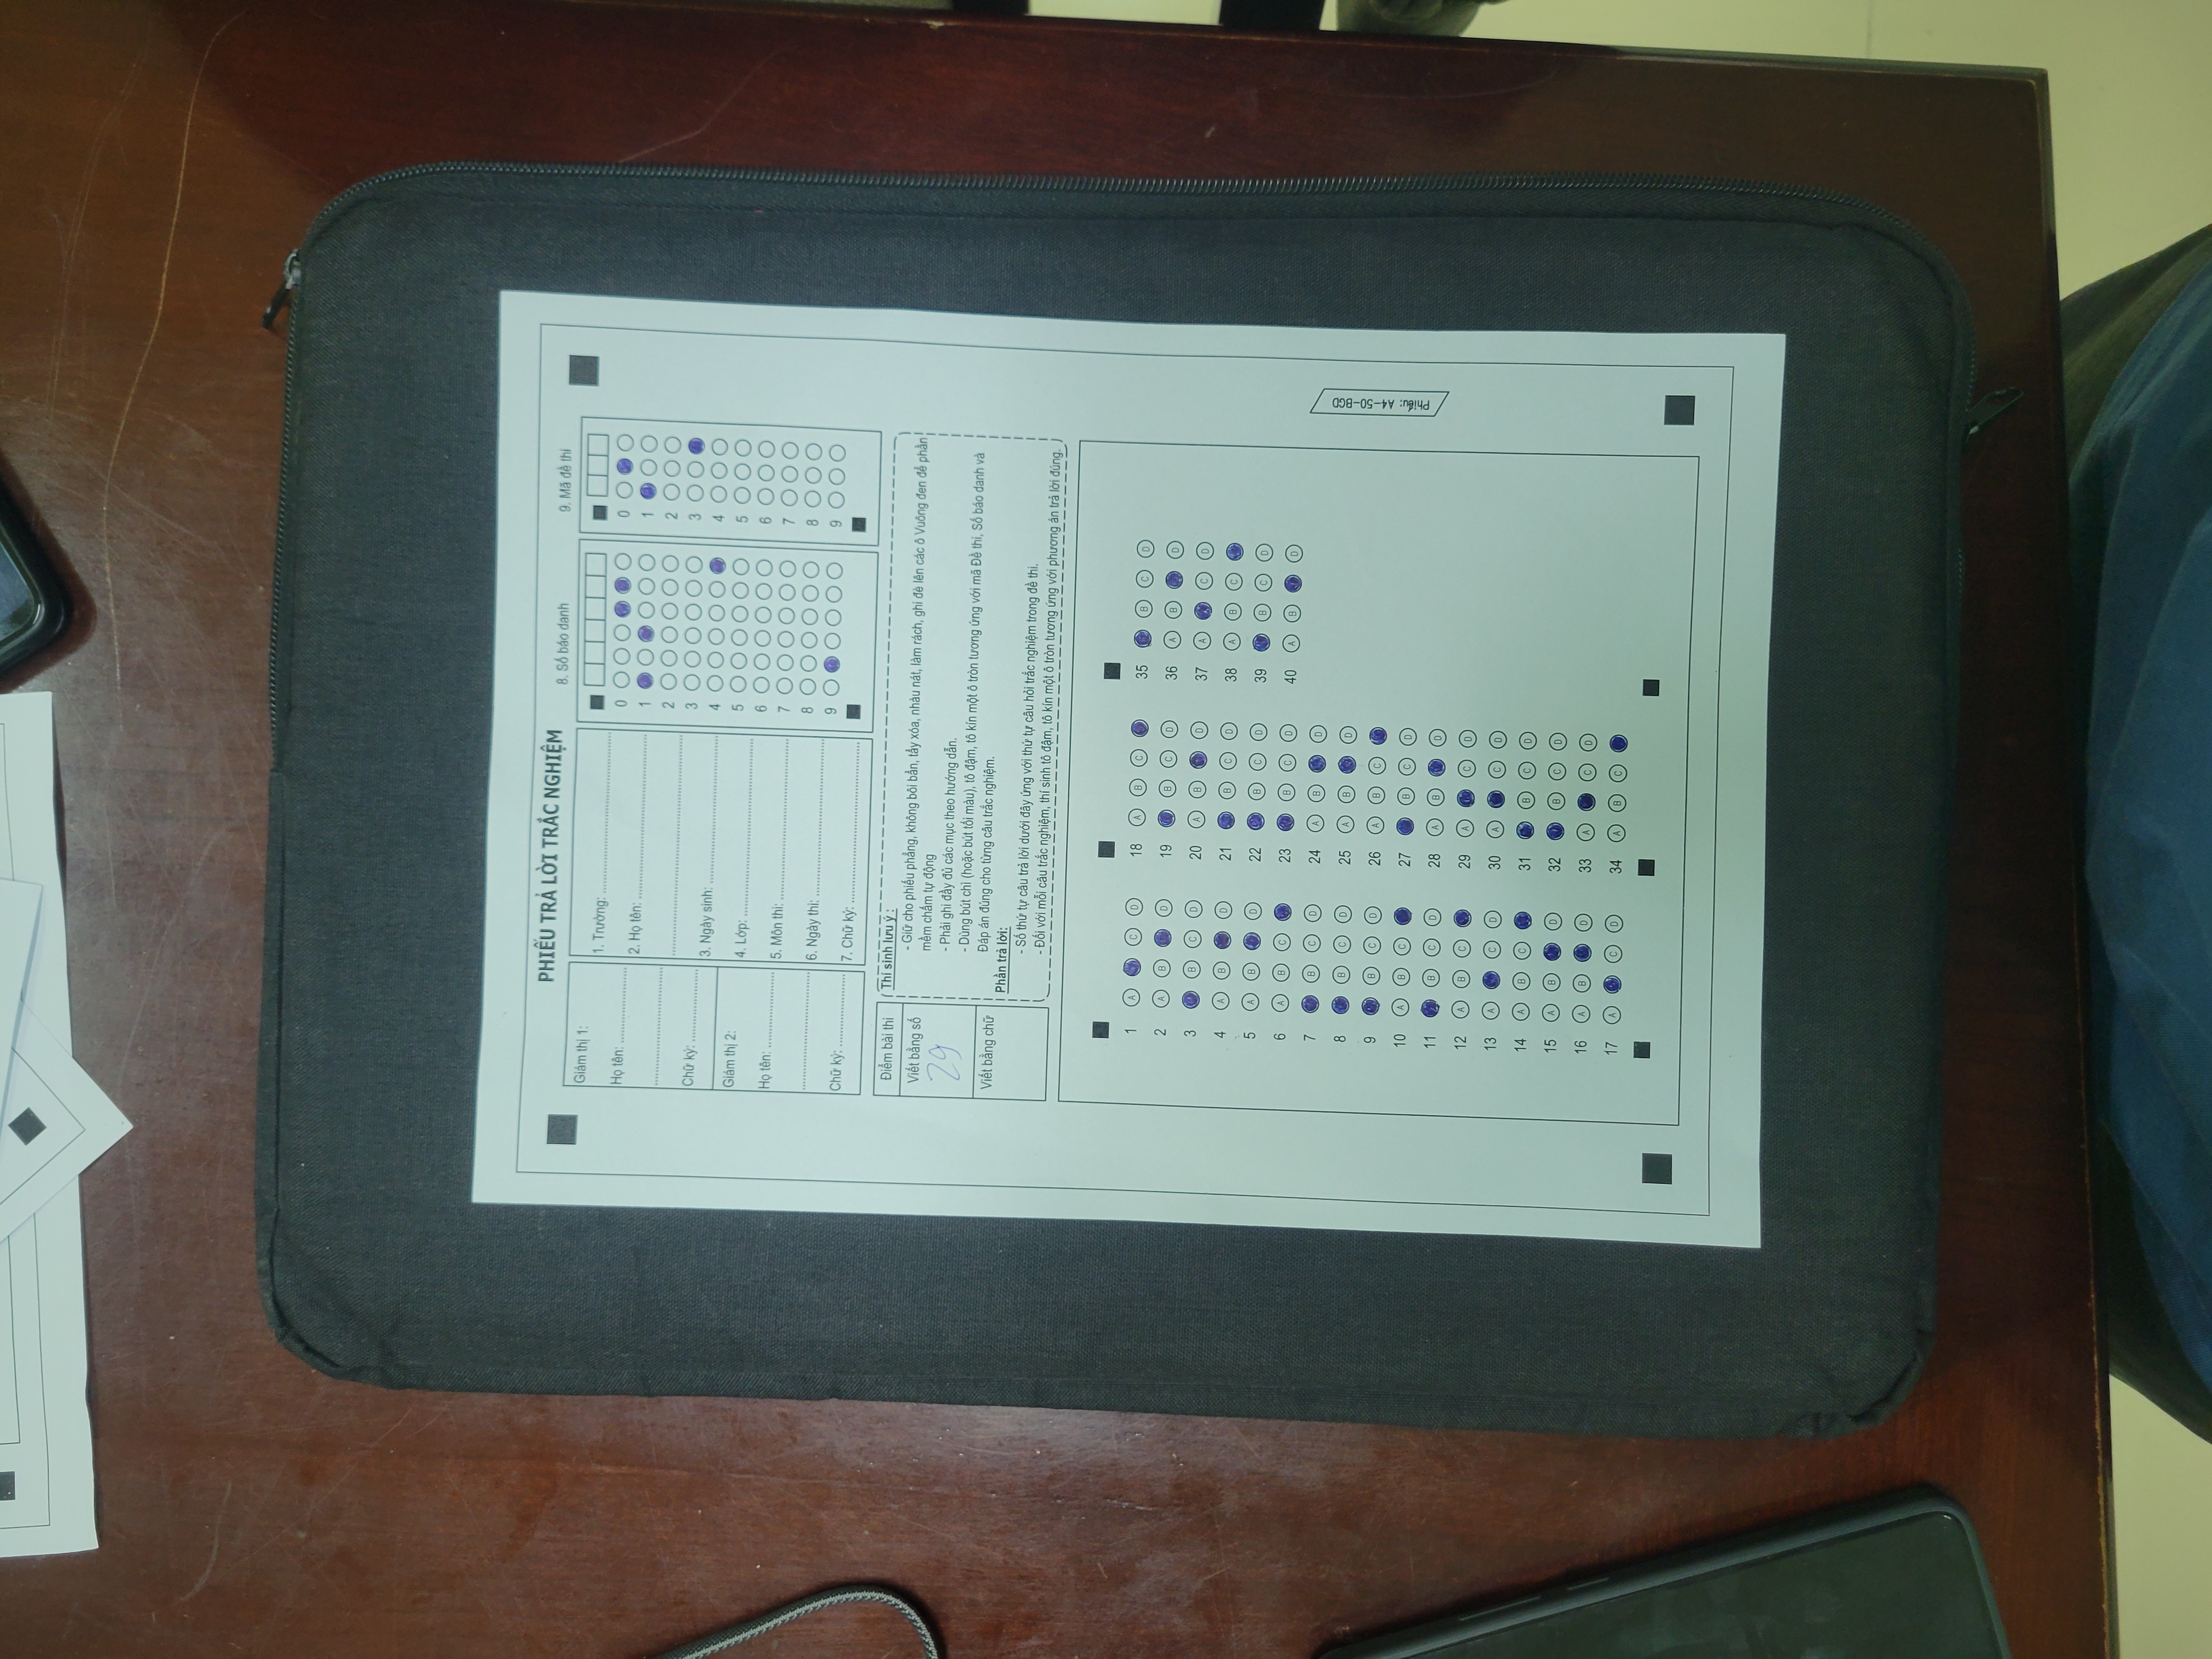 PHIẾU TRẢ LỜI TRẮC NGHIỆM
Giám thị 1:
Họ tên: ....................
................................
Chữ ký: ....................
Giám thị 2:
Họ tên: ....................
................................
Chữ ký: ....................
1. Trường: ............................................
2. Họ tên: ............................................
............................................................
3. Ngày sinh: ........................................
4. Lớp: .................................................
5. Môn thi: ............................................
6. Ngày thi: ...........................................
7. Chữ ký: ............................................
8. Số báo danh
0
1
2
3
4
5
6
7
8
9
9. Mã đề thi
0
1
2
3
4
5
6
7
8
9
Điểm bài thi
Viết bằng số
29
Viết bằng chữ
Thí sinh lưu ý :
- Giữ cho phiếu phẳng, không bôi bẩn, tẩy xóa, nhàu nát, làm rách, ghi đè lên các ô Vuông đen để phần
mềm chấm tự động
- Phải ghi đầy đủ các mục theo hướng dẫn.
- Dùng bút chì (hoặc bút tối màu), tô đậm, tô kín một ô tròn tương ứng với mã Đề thi, Số báo danh và
Đáp án đúng cho từng câu trắc nghiệm.
Phần trả lời:
- Số thứ tự câu trả lời dưới đây ứng với thứ tự câu hỏi trắc nghiệm trong đề thi.
- Đối với mỗi câu trắc nghiệm, thí sinh tô đậm, tô kín một ô tròn tương ứng với phương án trả lời đúng.
1 A C D
2 A B D
3 B C D
4 A B D
5 A B D
6 A B C
7 B C D
8 B C D
9 B C D
10 A B C
11 B C D
12 A B C
13 A C D
14 A B C
15 A B D
16 A B D
17 A C D
18 A B C
19 B C D
20 A B D
21 B C D
22 B C D
23 B C D
24 A B D
25 A B D
26 A B C
27 B C D
28 A B D
29 A C D
30 A C D
31 B C D
32 B C D
33 A C D
34 A B C
35 B C D
36 A B D
37 A C D
38 A B C
39 B C D
40 A B D
Phiếu: A4-50-BGD